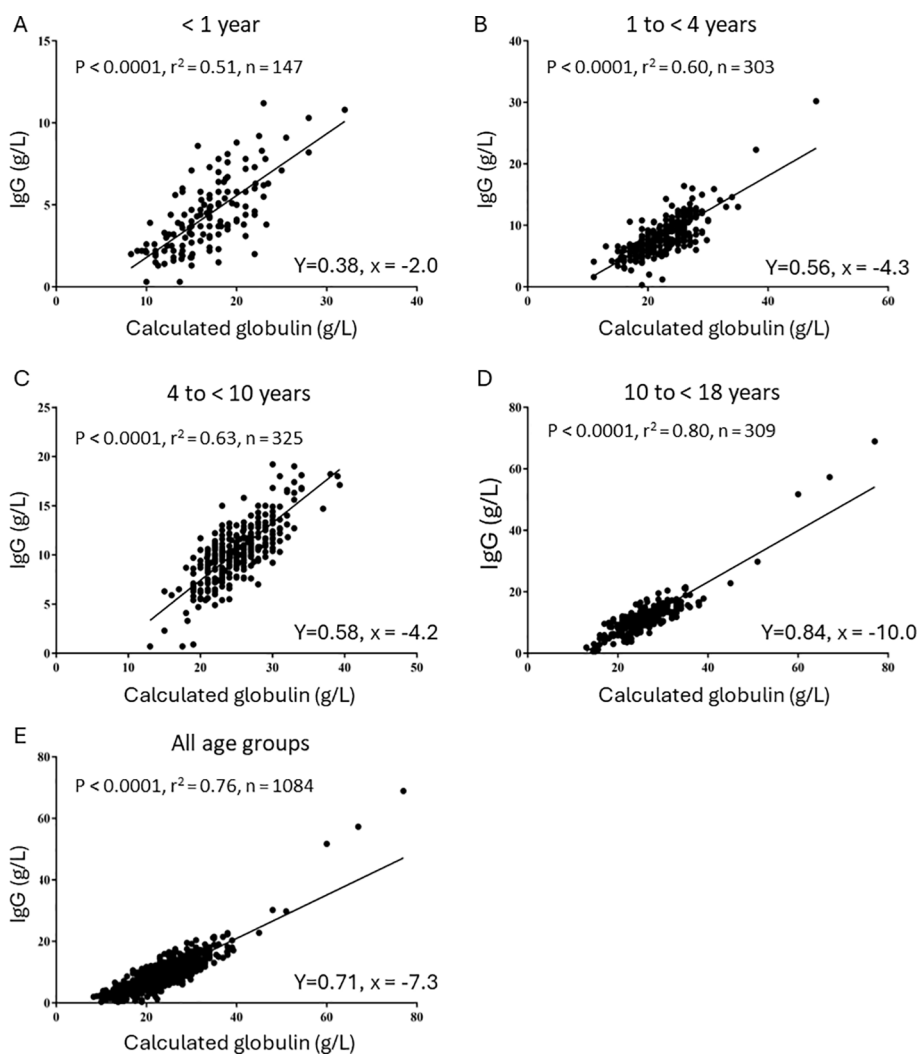 A
< 1 year
P < 0.0001, r² = 0.51, n = 147
15
10
5
0
IgG (g/L)
Y=0.38, x = -2.0
0 10 20 30 40
Calculated globulin (g/L)
B
1 to < 4 years
P < 0.0001, r² = 0.60, n = 303
40
30
20
10
0
IgG (g/L)
Y=0.56, x = -4.3
0 20 40 60
Calculated globulin (g/L)
C
4 to < 10 years
P < 0.0001, r² = 0.63, n = 325
25
20
15
10
5
0
IgG (g/L)
Y=0.58, x = -4.2
0 10 20 30 40 50
Calculated globulin (g/L)
D
10 to < 18 years
P < 0.0001, r² = 0.80, n = 309
80
60
40
20
0
IgG (g/L)
Y=0.84, x = -10.0
0 20 40 60 80
Calculated globulin (g/L)
E
All age groups
P < 0.0001, r² = 0.76, n = 1084
80
60
40
20
0
IgG (g/L)
Y=0.71, x = -7.3
0 20 40 60 80
Calculated globulin (g/L)